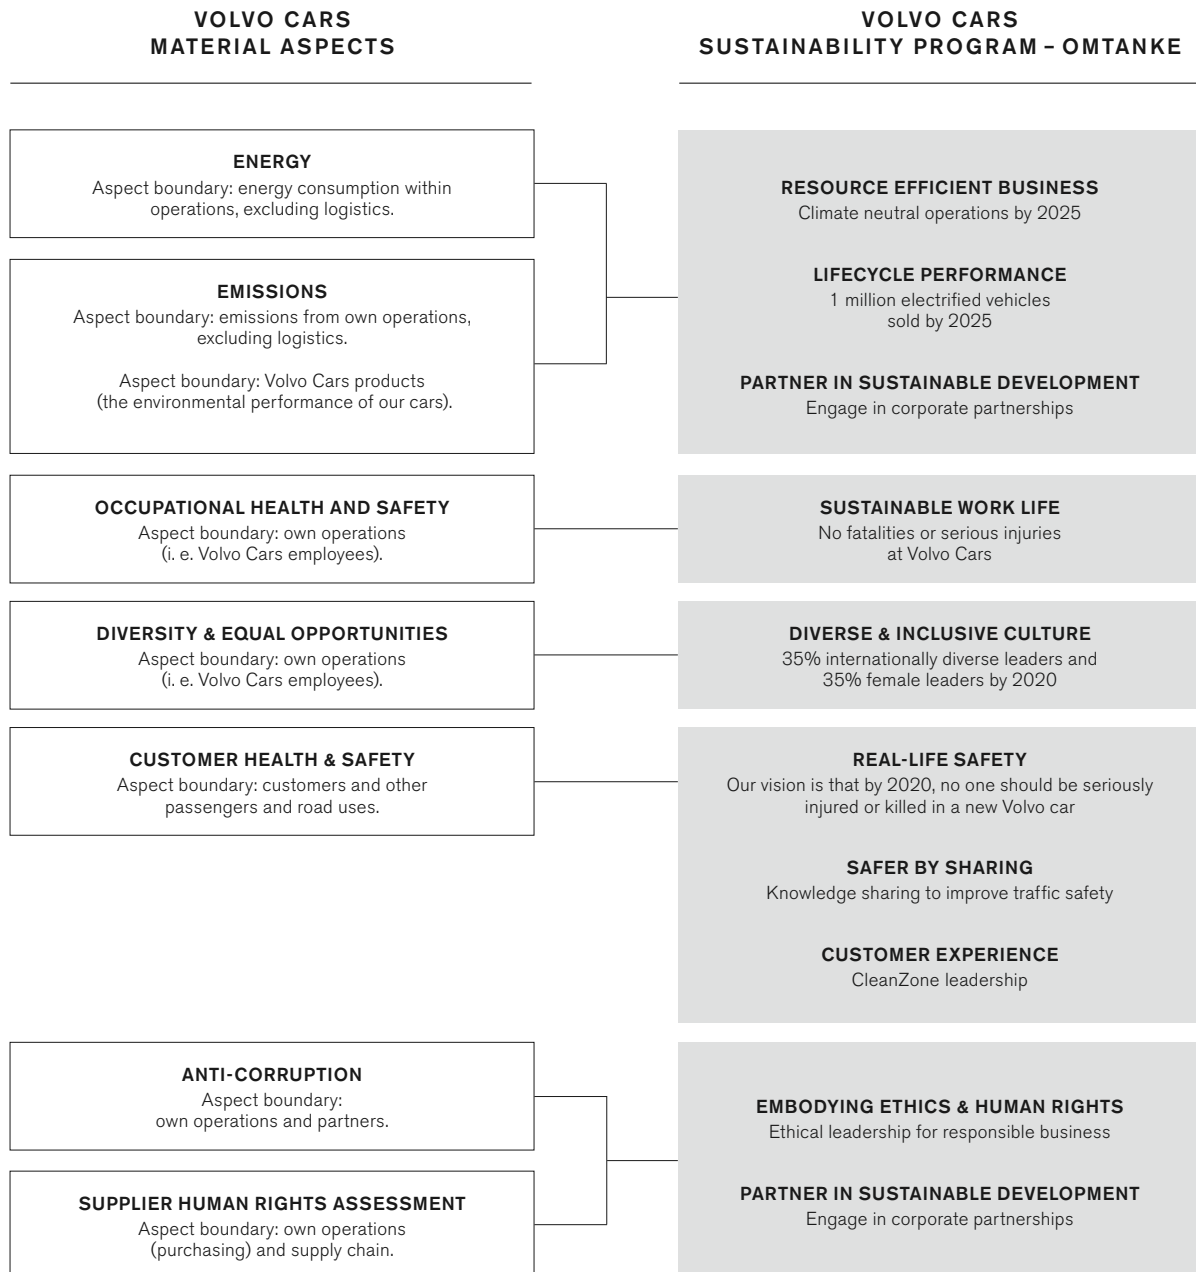 VOLVO CARS
MATERIAL ASPECTS
VOLVO CARS
SUSTAINABILITY PROGRAM – OMTANKE
ENERGY
Aspect boundary: energy consumption within
operations, excluding logistics.
EMISSIONS
Aspect boundary: emissions from own operations,
excluding logistics.
Aspect boundary: Volvo Cars products
(the environmental performance of our cars).
RESOURCE EFFICIENT BUSINESS
Climate neutral operations by 2025
LIFECYCLE PERFORMANCE
1 million electrified vehicles
sold by 2025
PARTNER IN SUSTAINABLE DEVELOPMENT
Engage in corporate partnerships
OCCUPATIONAL HEALTH AND SAFETY
Aspect boundary: own operations
(i. e. Volvo Cars employees).
SUSTAINABLE WORK LIFE
No fatalities or serious injuries
at Volvo Cars
DIVERSITY & EQUAL OPPORTUNITIES
Aspect boundary: own operations
(i. e. Volvo Cars employees).
DIVERSE & INCLUSIVE CULTURE
35% internationally diverse leaders and
35% female leaders by 2020
CUSTOMER HEALTH & SAFETY
Aspect boundary: customers and other
passengers and road uses.
REAL-LIFE SAFETY
Our vision is that by 2020, no one should be seriously
injured or killed in a new Volvo car
SAFER BY SHARING
Knowledge sharing to improve traffic safety
CUSTOMER EXPERIENCE
CleanZone leadership
ANTI-CORRUPTION
Aspect boundary:
own operations and partners.
SUPPLIER HUMAN RIGHTS ASSESSMENT
Aspect boundary: own operations
(purchasing) and supply chain.
EMBODYING ETHICS & HUMAN RIGHTS
Ethical leadership for responsible business
PARTNER IN SUSTAINABLE DEVELOPMENT
Engage in corporate partnerships